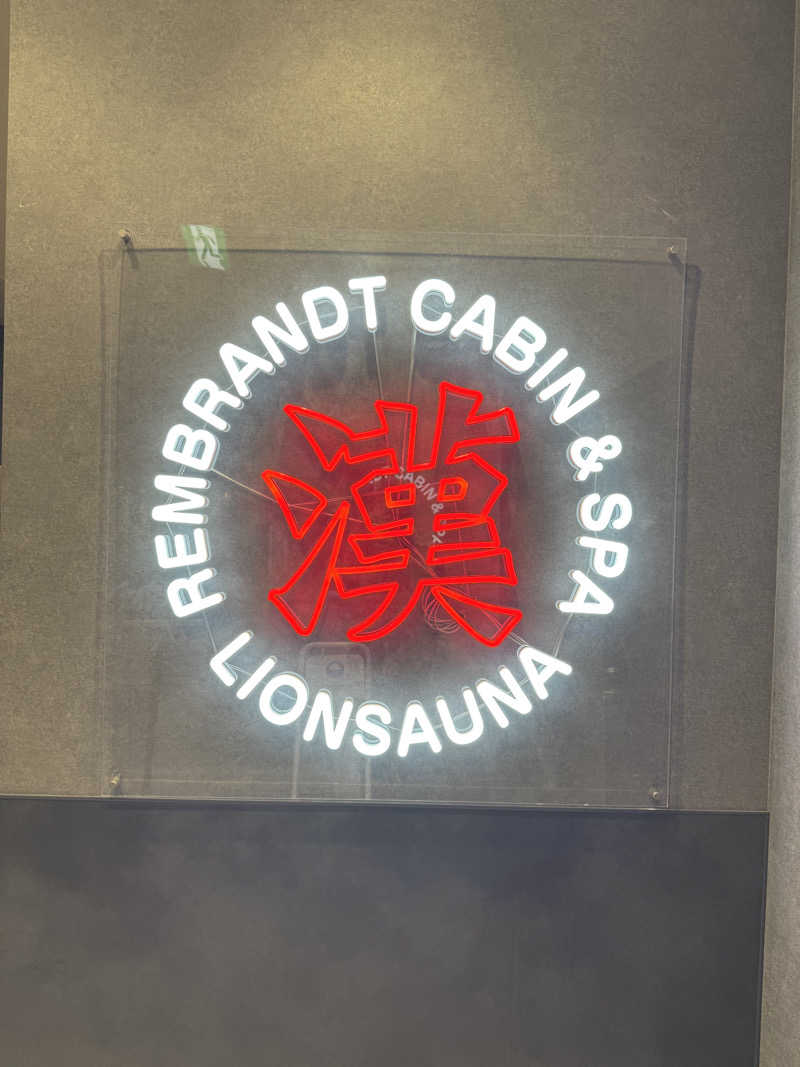 REMBRANDT CABIN & SPA
漢
LIONSAUNA